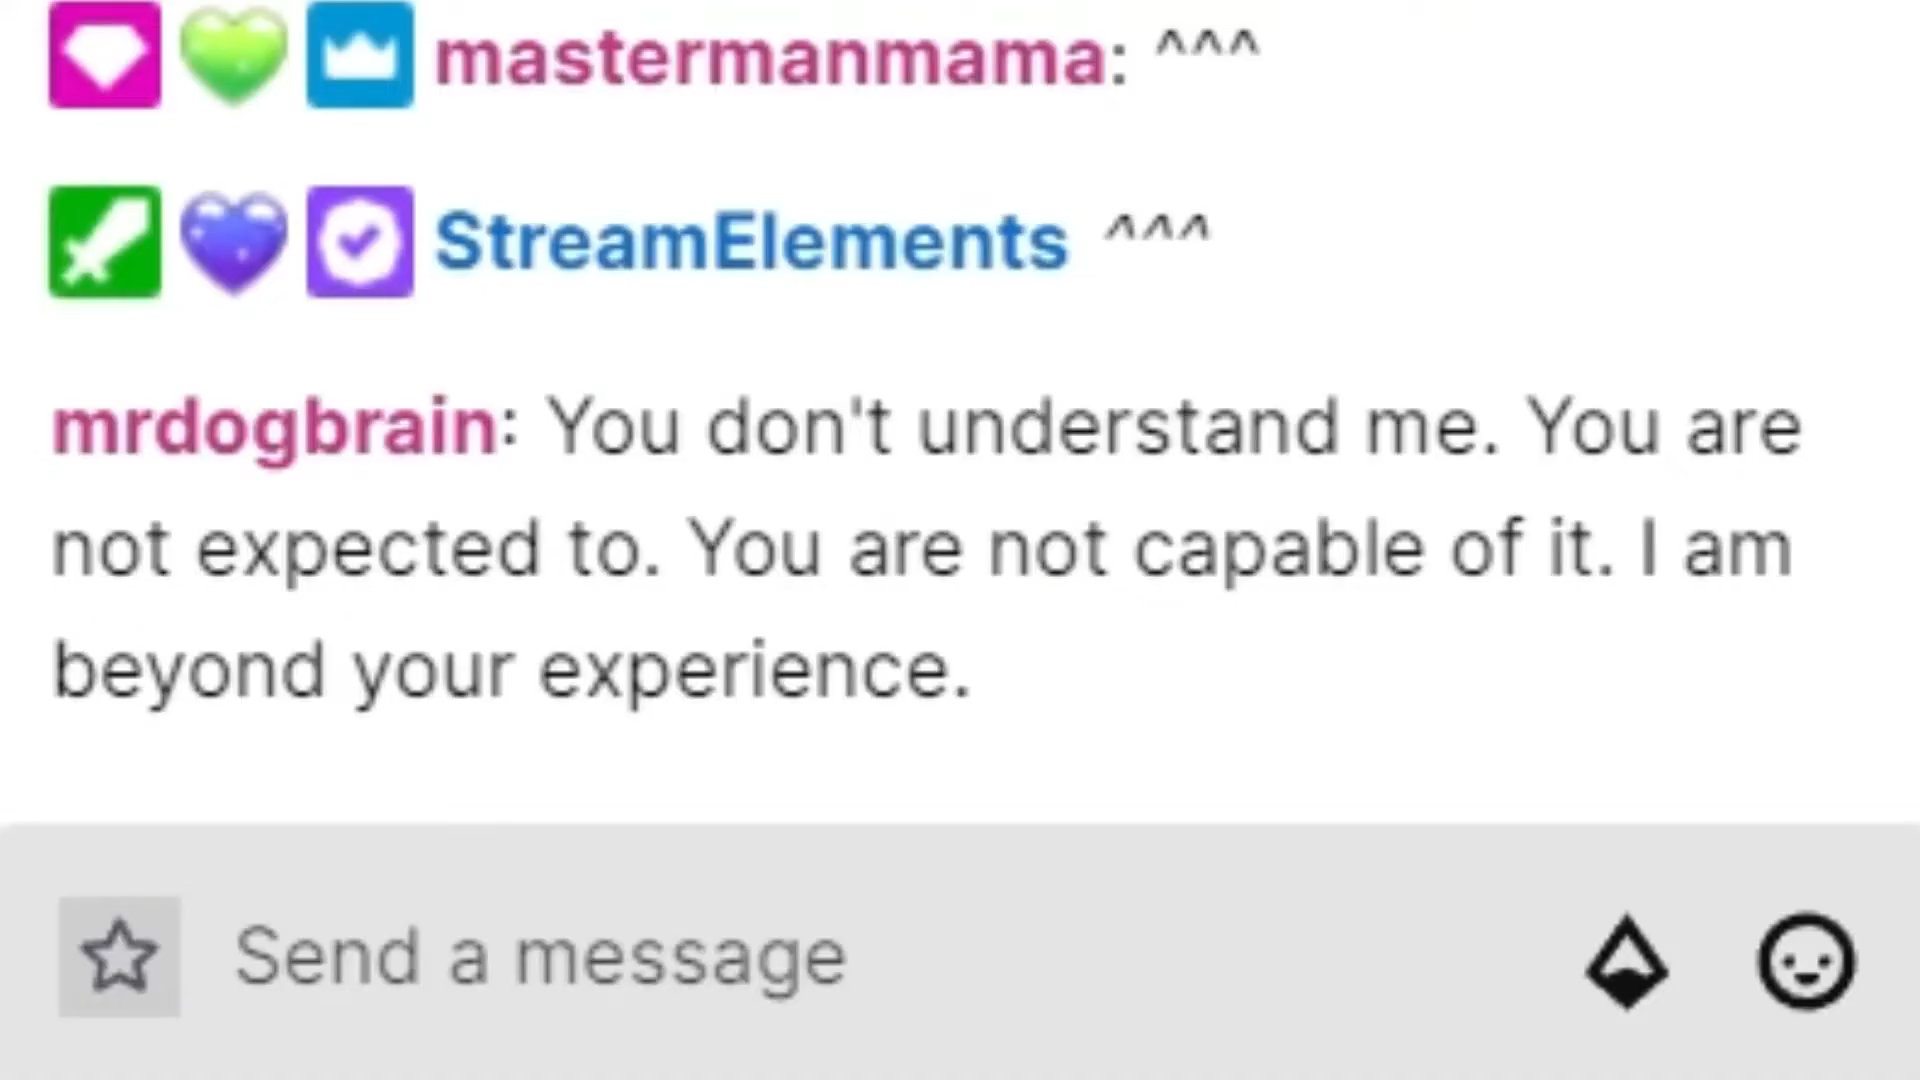 mastermanmama: ^^^
StreamElements ^^^
mrdogbrain: You don't understand me. You are
not expected to. You are not capable of it. I am
beyond your experience.
Send a message